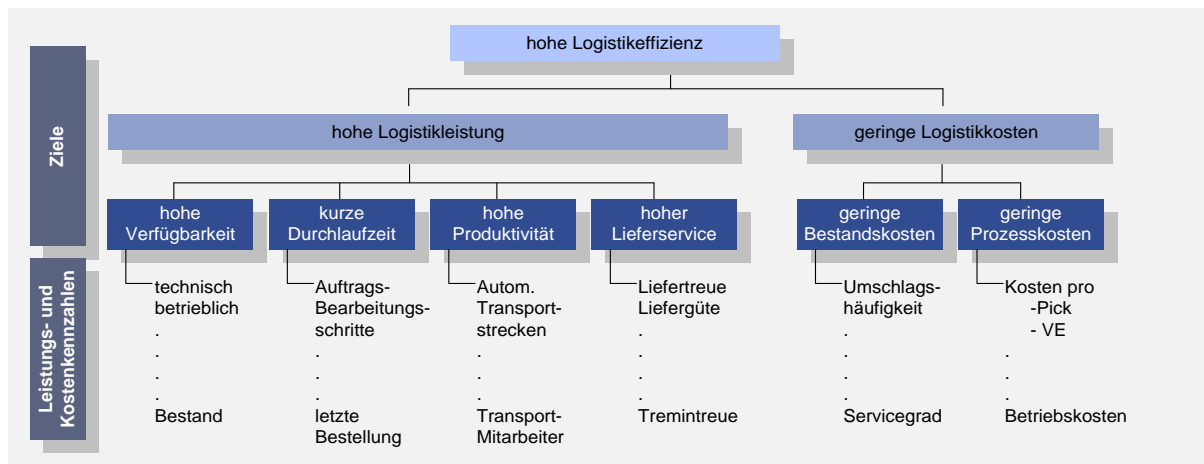 hohe Logistikeffizienz
Ziele
hohe Logistikleistung
geringe Logistikkosten
hohe
Verfügbarkeit
kurze
Durchlaufzeit
hohe
Produktivität
hoher
Lieferservice
geringe
Bestandskosten
geringe
Prozesskosten
Leistungs- und
Kostenkennzahlen
technisch
betrieblich
.
.
.
.
Bestand
Auftrags-
Bearbeitungs-
schritte
.
.
.
letzte
Bestellung
Autom.
Transport-
strecken
.
.
.
Transport-
Mitarbeiter
Liefertreue
Liefergüte
.
.
.
.
Tremintreue
Umschlags-
häufigkeit
.
.
.
.
Servicegrad
Kosten pro
-Pick
- VE
.
.
.
Betriebskosten